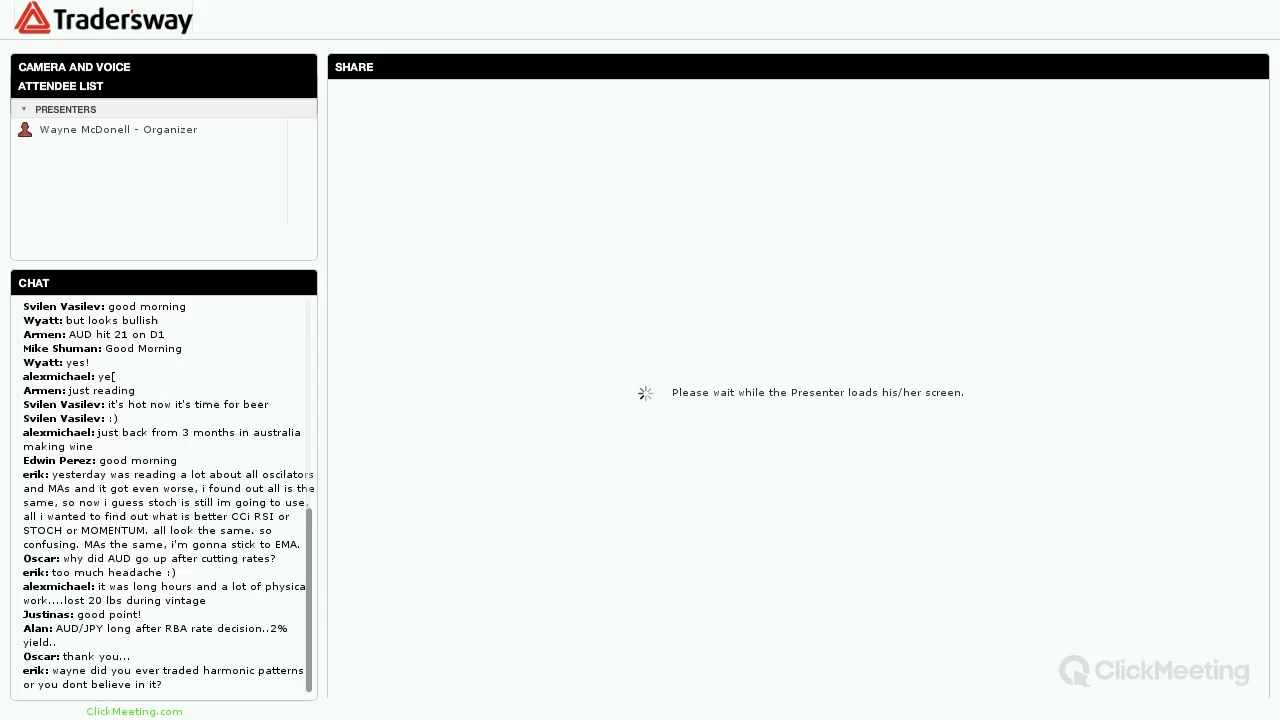 Trader'sway
CAMERA AND VOICE
ATTENDEE LIST
PRESENTERS
Wayne McDonell - Organizer
CHAT
Svilen Vasilev: good morning
Wyatt: but looks bullish
Armen: AUD hit 21 on D1
Mike Shuman: Good Morning
Wyatt: yes!
alexmichael: ye[
Armen: just reading
Svilen Vasilev: it's hot now it's time for beer
Svilen Vasilev: :)
alexmichael: just back from 3 months in australia
making wine
Edwin Perez: good morning
erik: yesterday was reading a lot about all oscilators
and MAs and it got even worse, i found out all is the
same, so now i guess stoch is still im going to use,
all i wanted to find out what is better CCi RSI or
STOCH or MOMENTUM. all look the same. so
confusing. MAs the same, i'm gonna stick to EMA.
Oscar: why did AUD go up after cutting rates?
erik: too much headache :)
alexmichael: it was long hours and a lot of physica
work....lost 20 lbs during vintage
Justinas: good point!
Alan: AUD/JPY long after RBA rate decision..2%
yield..
Oscar: thank you...
erik: wayne did you ever traded harmonic patterns
or you dont believe in it?
ClickMeeting.com
SHARE
Please wait while the Presenter loads his/her screen.
ClickMeeting